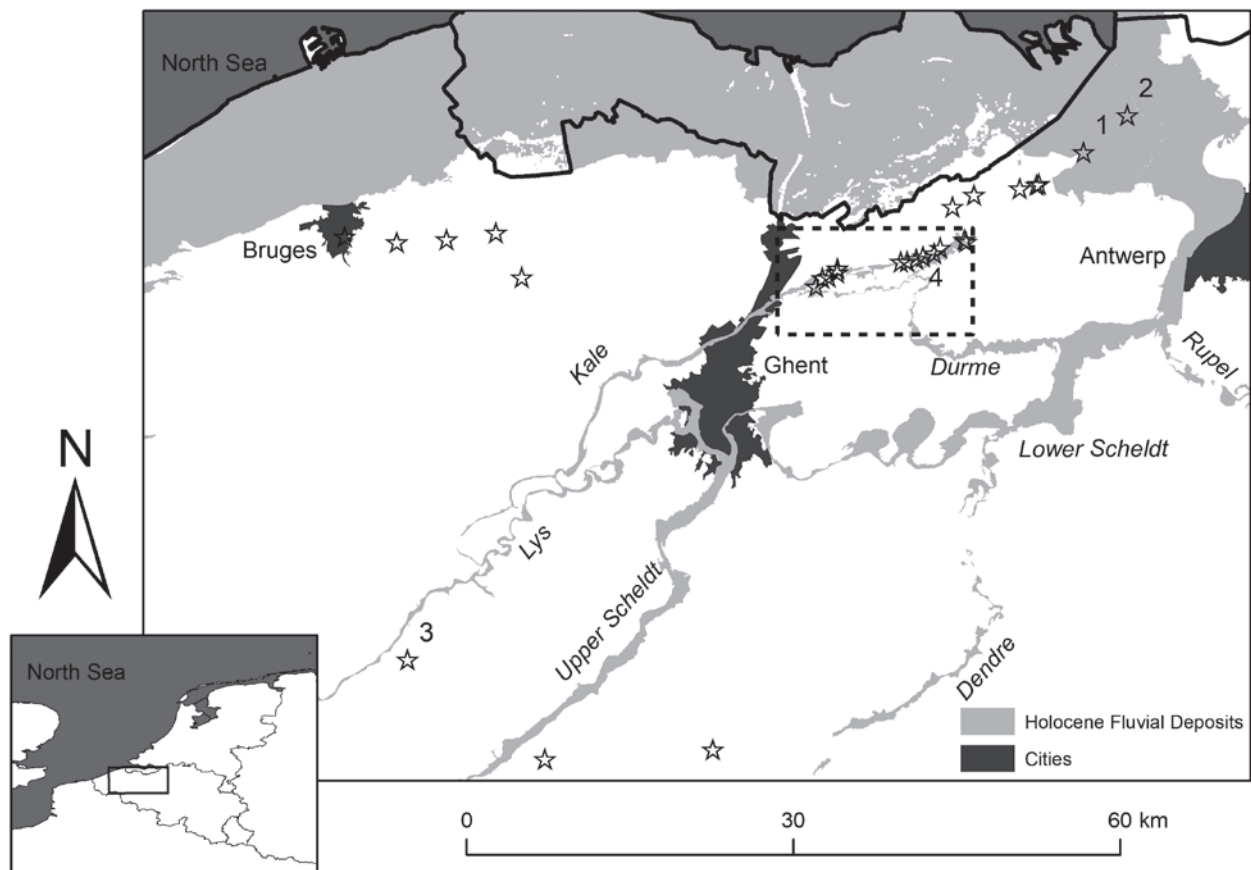 North Sea
2
1
Bruges
Antwerp
4
Kale
Ghent
Durme
Rupel
Lower Scheldt
N
Lys
Upper Scheldt
3
Dendre
North Sea
Holocene Fluvial Deposits
Cities
0
30
60 km